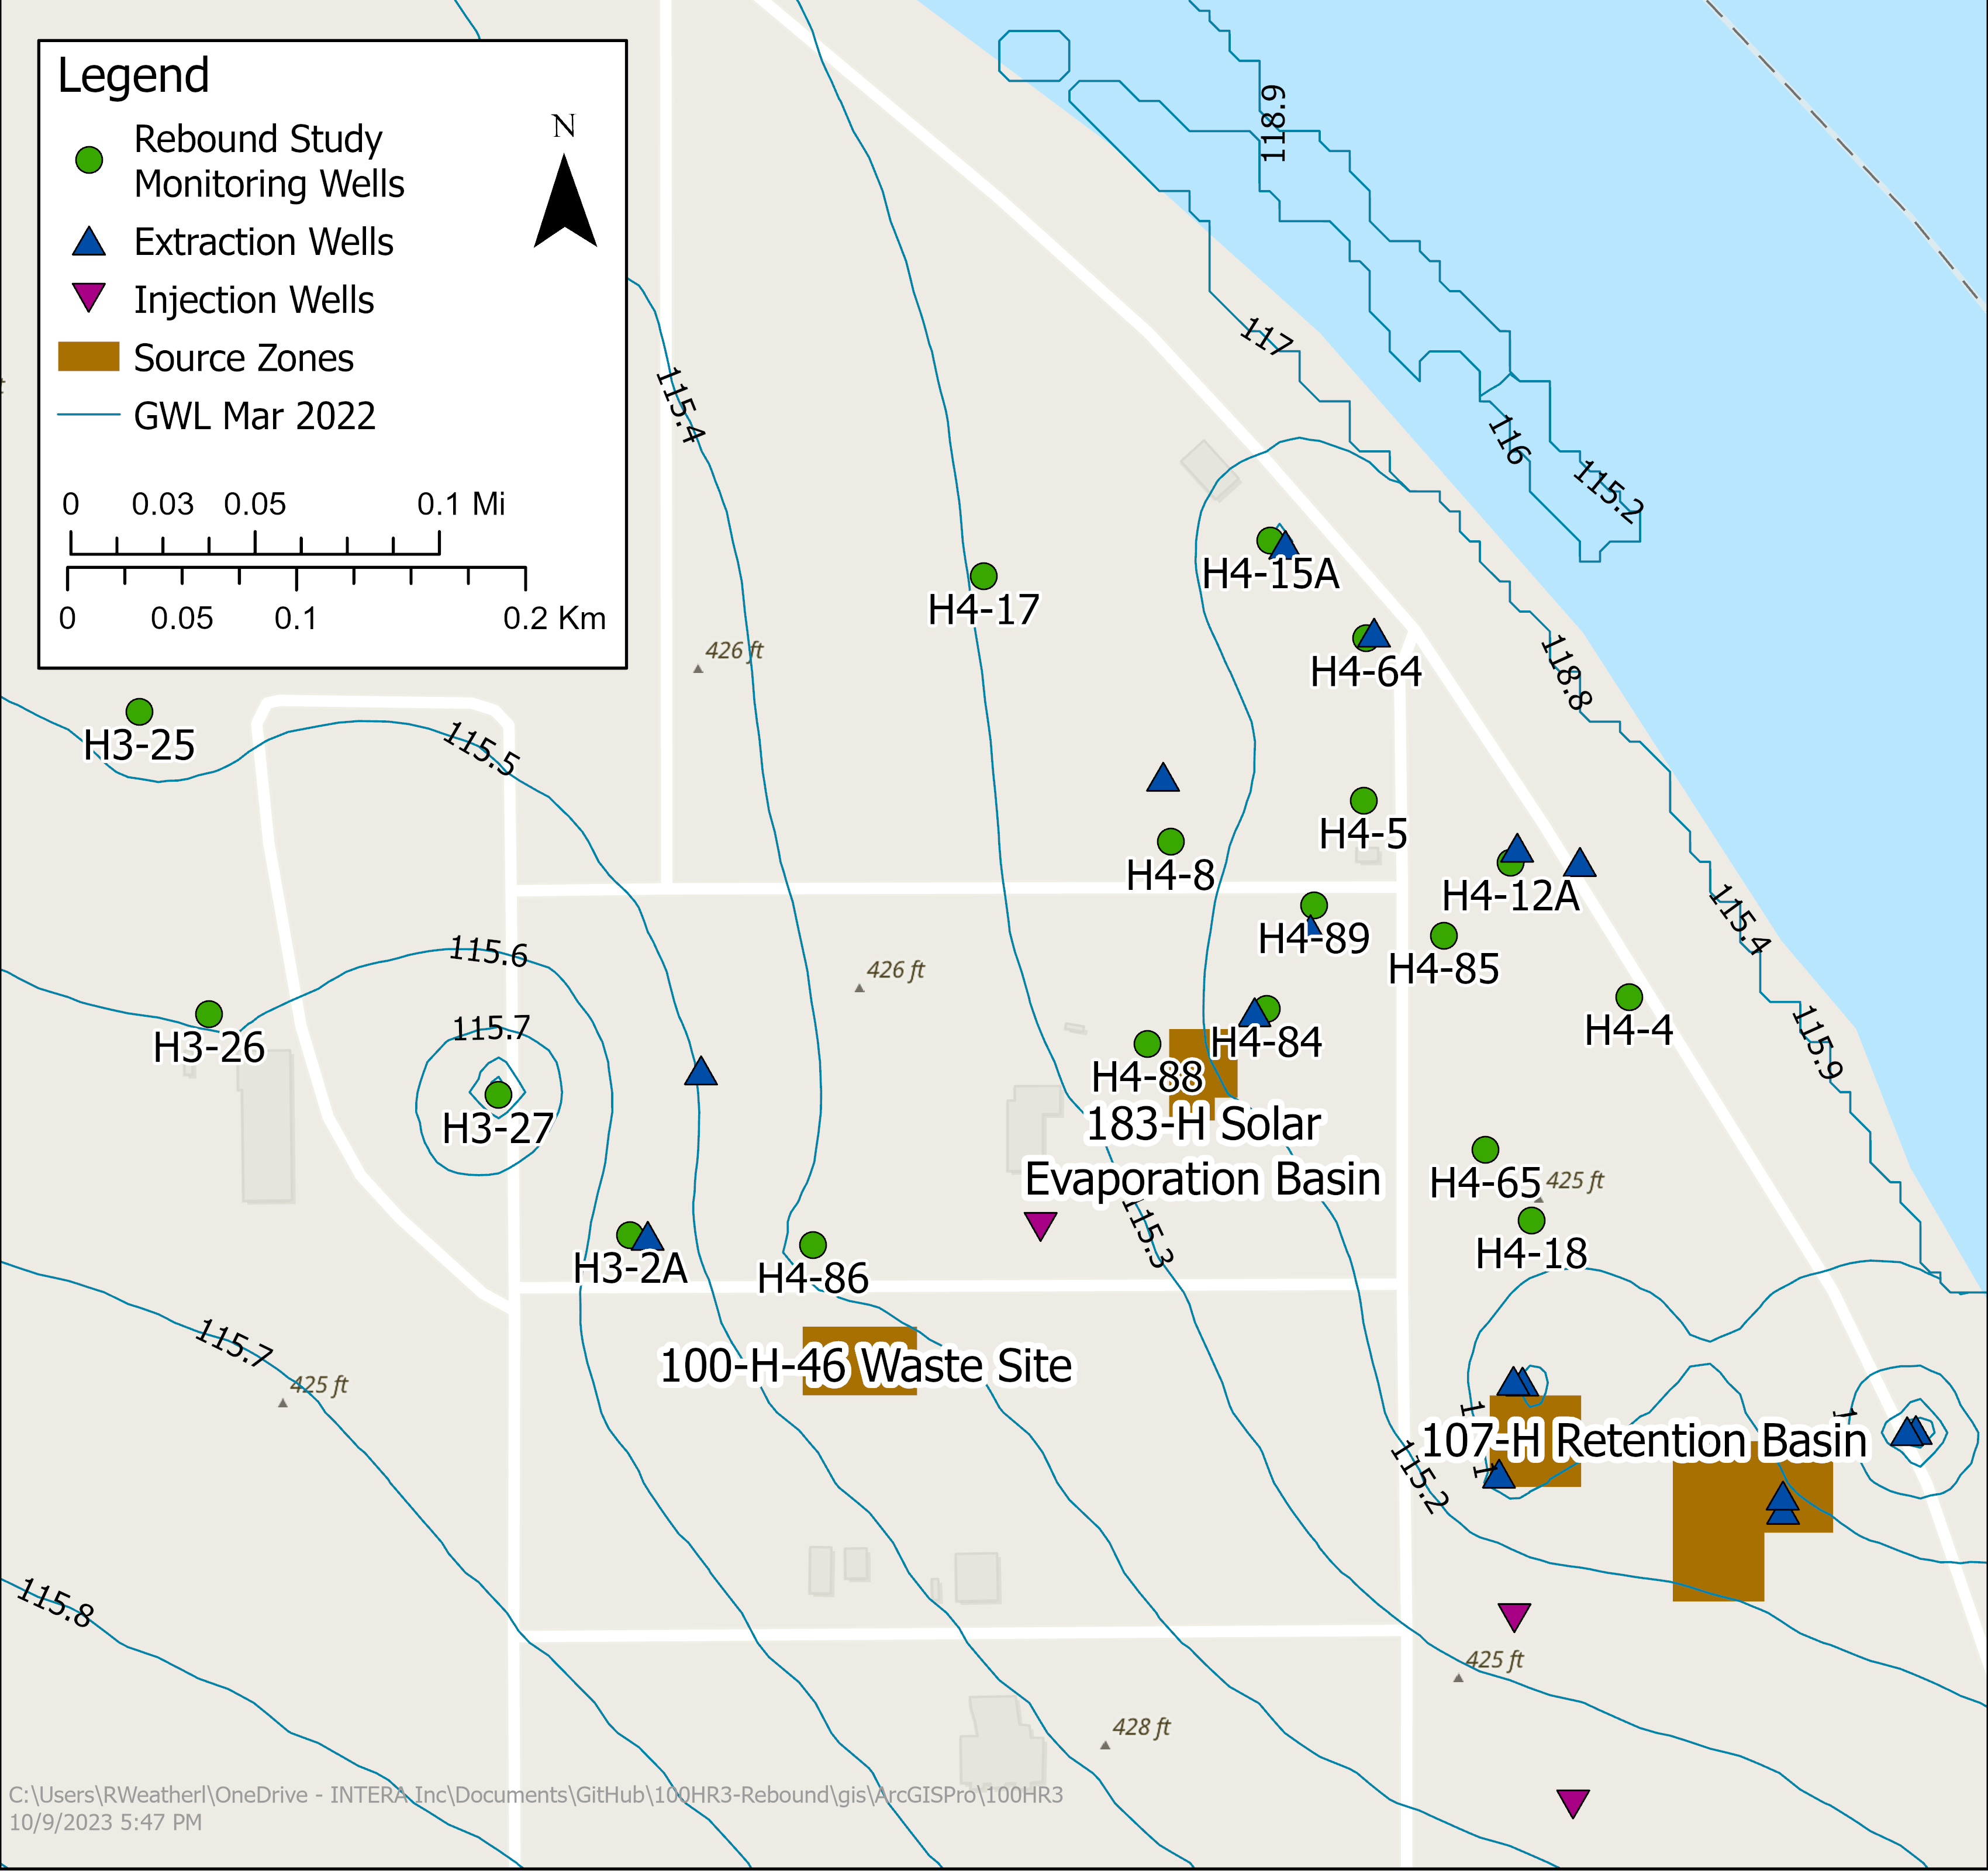 Legend
N
Rebound Study
Monitoring Wells
Extraction Wells
Injection Wells
Source Zones
GWL Mar 2022
0 0.03 0.05 0.1 Mi
0 0.05 0.1 0.2 Km
118.9
117
115.4
116
115.2
H4-15A
H4-17
426 ft
H4-64
118.8
H3-25
115.5
H4-5
H4-8
H4-12A
115.4
115.6
426 ft
H4-89
H4-85
115.7
H3-26
H4-84
H4-4
115.9
H4-88
H3-27
183-H Solar
Evaporation Basin
H4-65
425 ft
115.3
H3-2A
H4-86
H4-18
115.7
100-H-46 Waste Site
425 ft
107-H Retention Basin
115.2
115.8
425 ft
428 ft
C:\Users\RWeatherl\OneDrive - INTERA Inc\Documents\GitHub\100HR3-Rebound\gis\ArcGISPro\100HR3
10/9/2023 5:47 PM